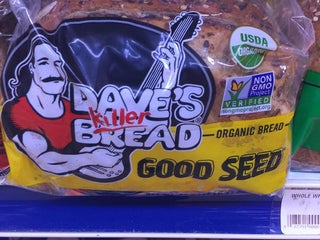 USDA
ORGANIC
DAVE'S
Killer
BREAD
NON
GMO
Project
VERIFIED
nongmoproject.org
ORGANIC BREAD
GOOD SEED
WHOLE WH